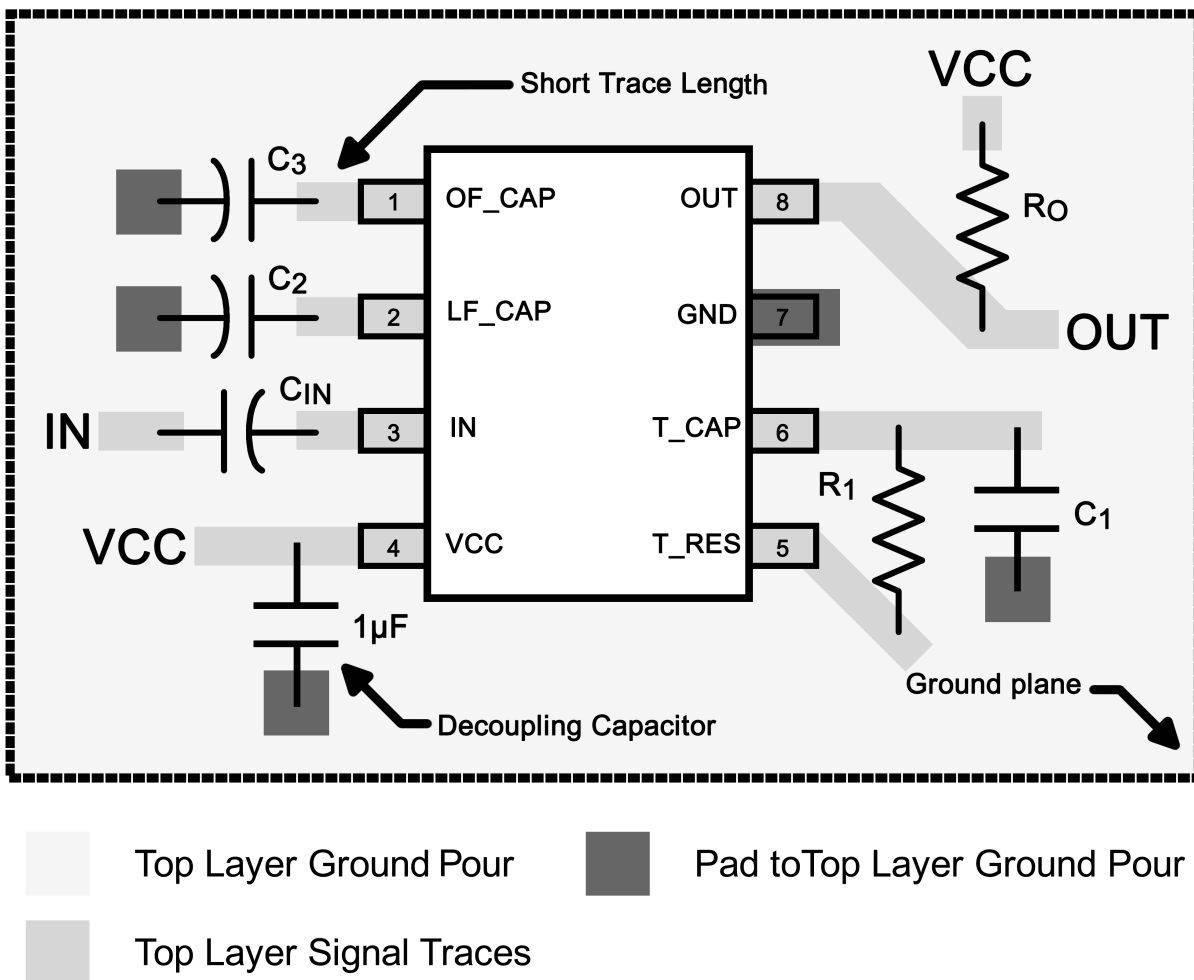 Short Trace Length
VCC
C3
1
OF_CAP
OUT
8
RO
C2
2
LF_CAP
GND
7
OUT
CIN
IN
3
IN
T_CAP
6
R1
C1
VCC
4
VCC
T_RES
5
1µF
Ground plane
Decoupling Capacitor
Top Layer Ground Pour
Pad toTop Layer Ground Pour
Top Layer Signal Traces